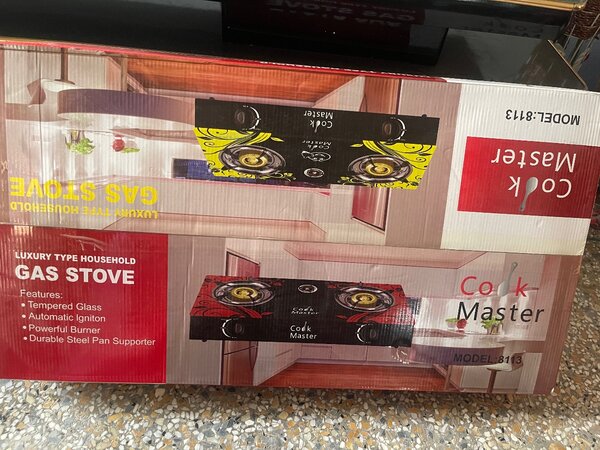 MODEL:8113
Cook
Master
Cook
Master
LUXURY TYPE HOUSEHOLD
GAS STOVE
LUXURY TYPE HOUSEHOLD
GAS STOVE
Features:
• Tempered Glass
• Automatic Igniton
• Powerful Burner
• Durable Steel Pan Supporter
Cook
Cook
Master
Cook
Master
MODEL:8113